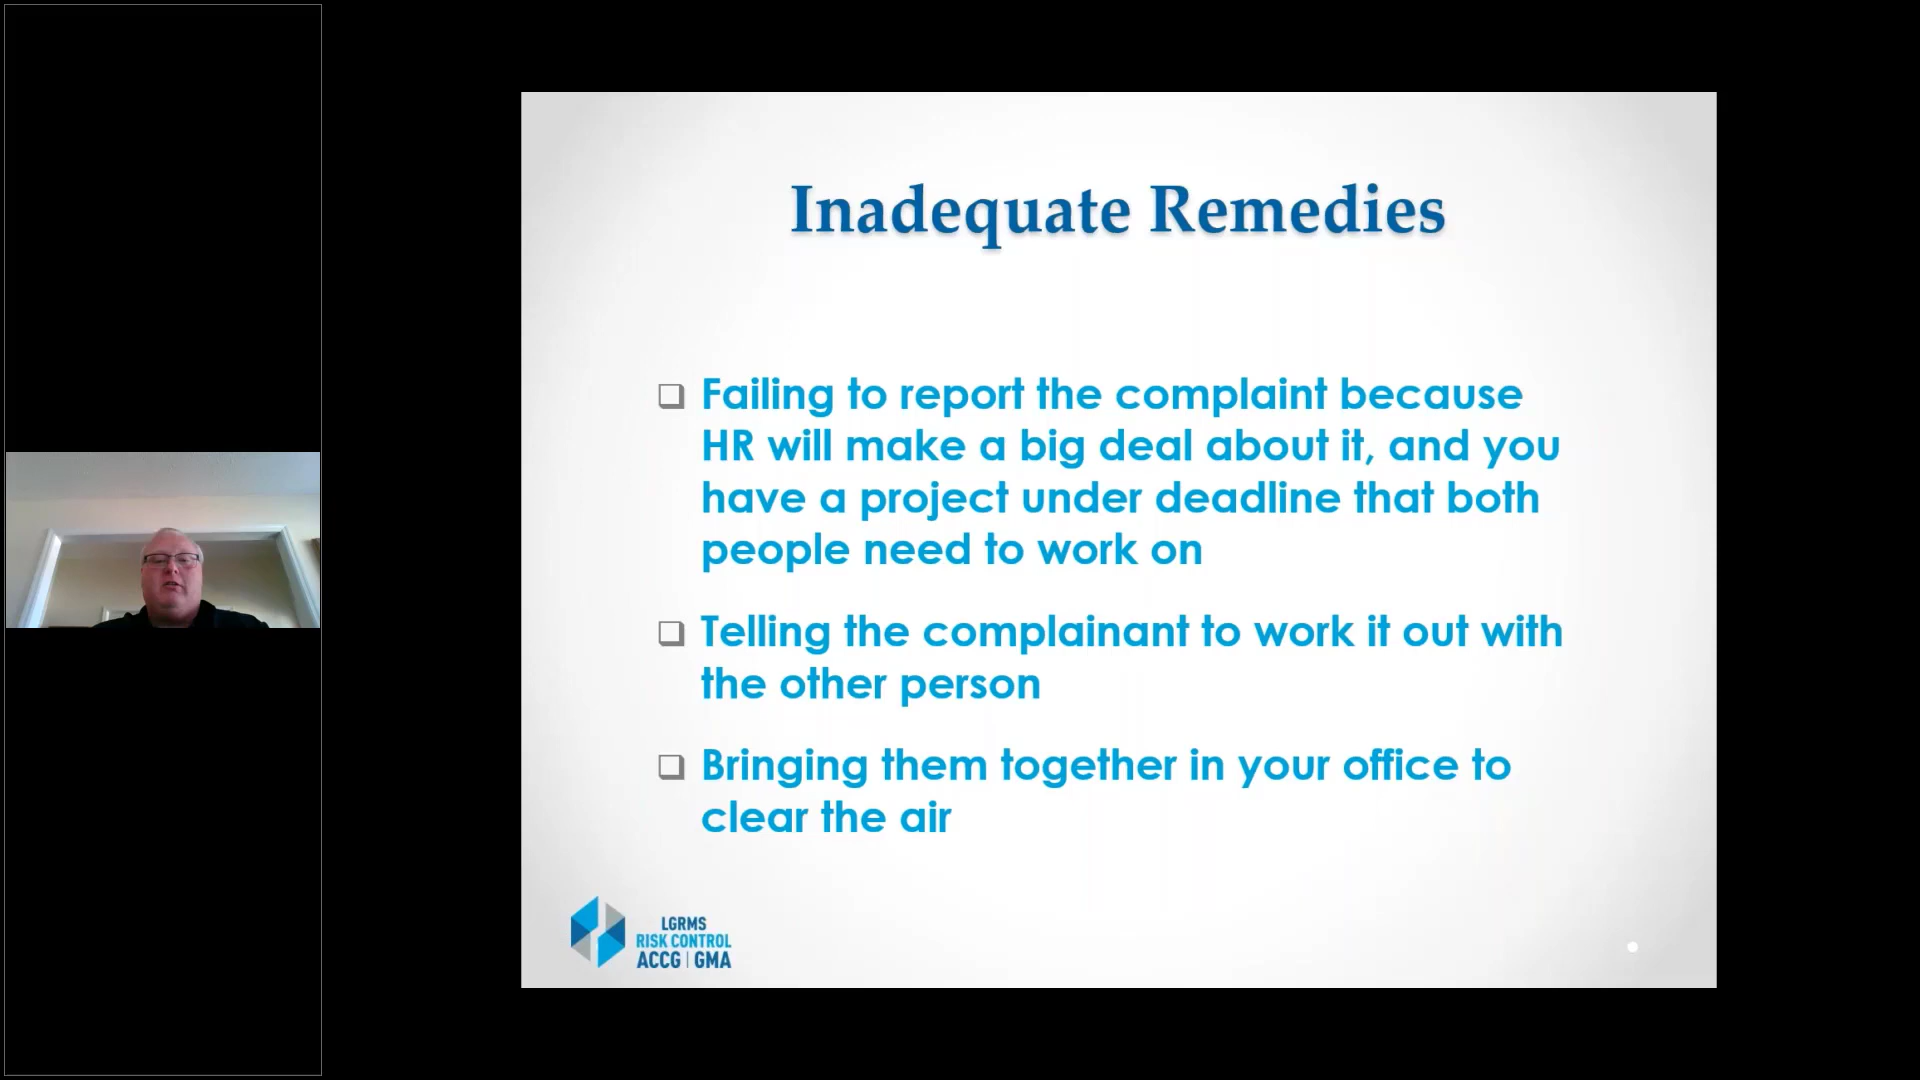 Inadequate Remedies
Failing to report the complaint because
HR will make a big deal about it, and you
have a project under deadline that both
people need to work on
Telling the complainant to work it out with
the other person
Bringing them together in your office to
clear the air
LGRMS
RISK CONTROL
ACCG | GMA